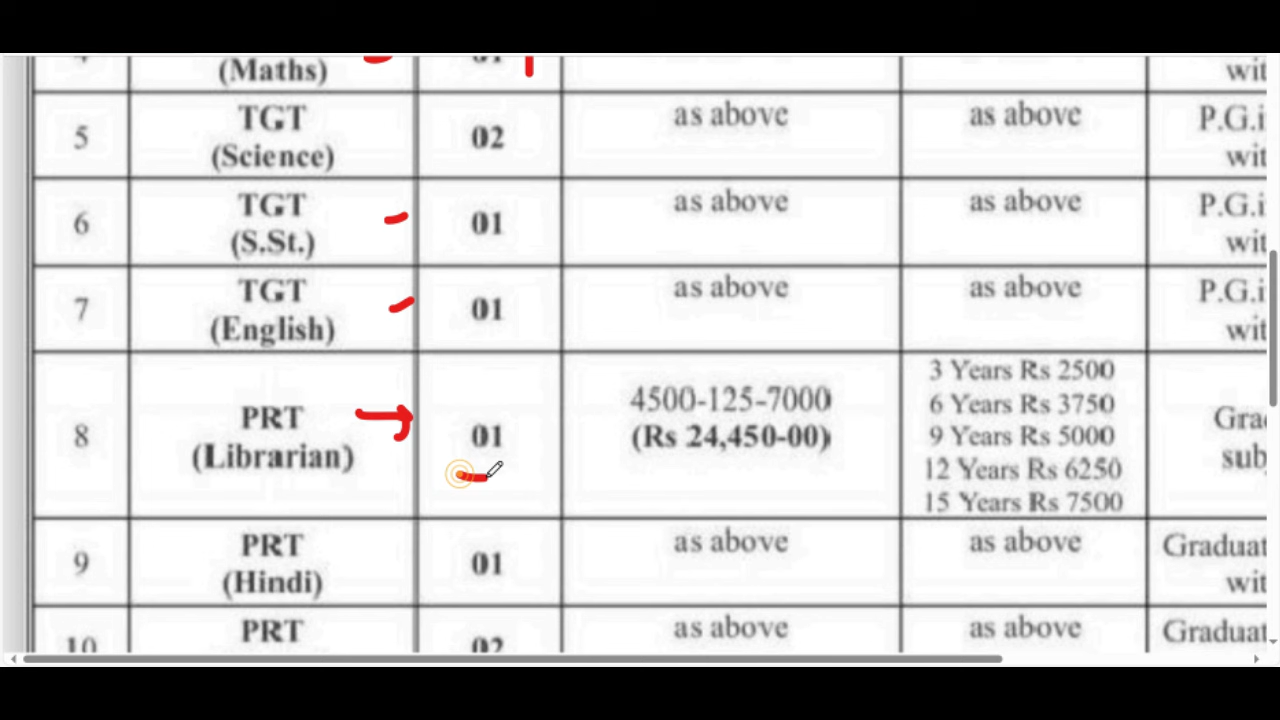 (Maths)
wit
5 TGT (Science) 02 as above as above P.G.i wit
6 TGT (S.St.) 01 as above as above P.G.i wit
7 TGT (English) 01 as above as above P.G.i wit
8 PRT (Librarian) 01 4500-125-7000 (Rs 24,450-00)
3 Years Rs 2500
6 Years Rs 3750
9 Years Rs 5000
12 Years Rs 6250
15 Years Rs 7500
Grad
sub
9 PRT (Hindi) 01 as above as above Graduat wit
10 PRT 02 as above as above Graduat